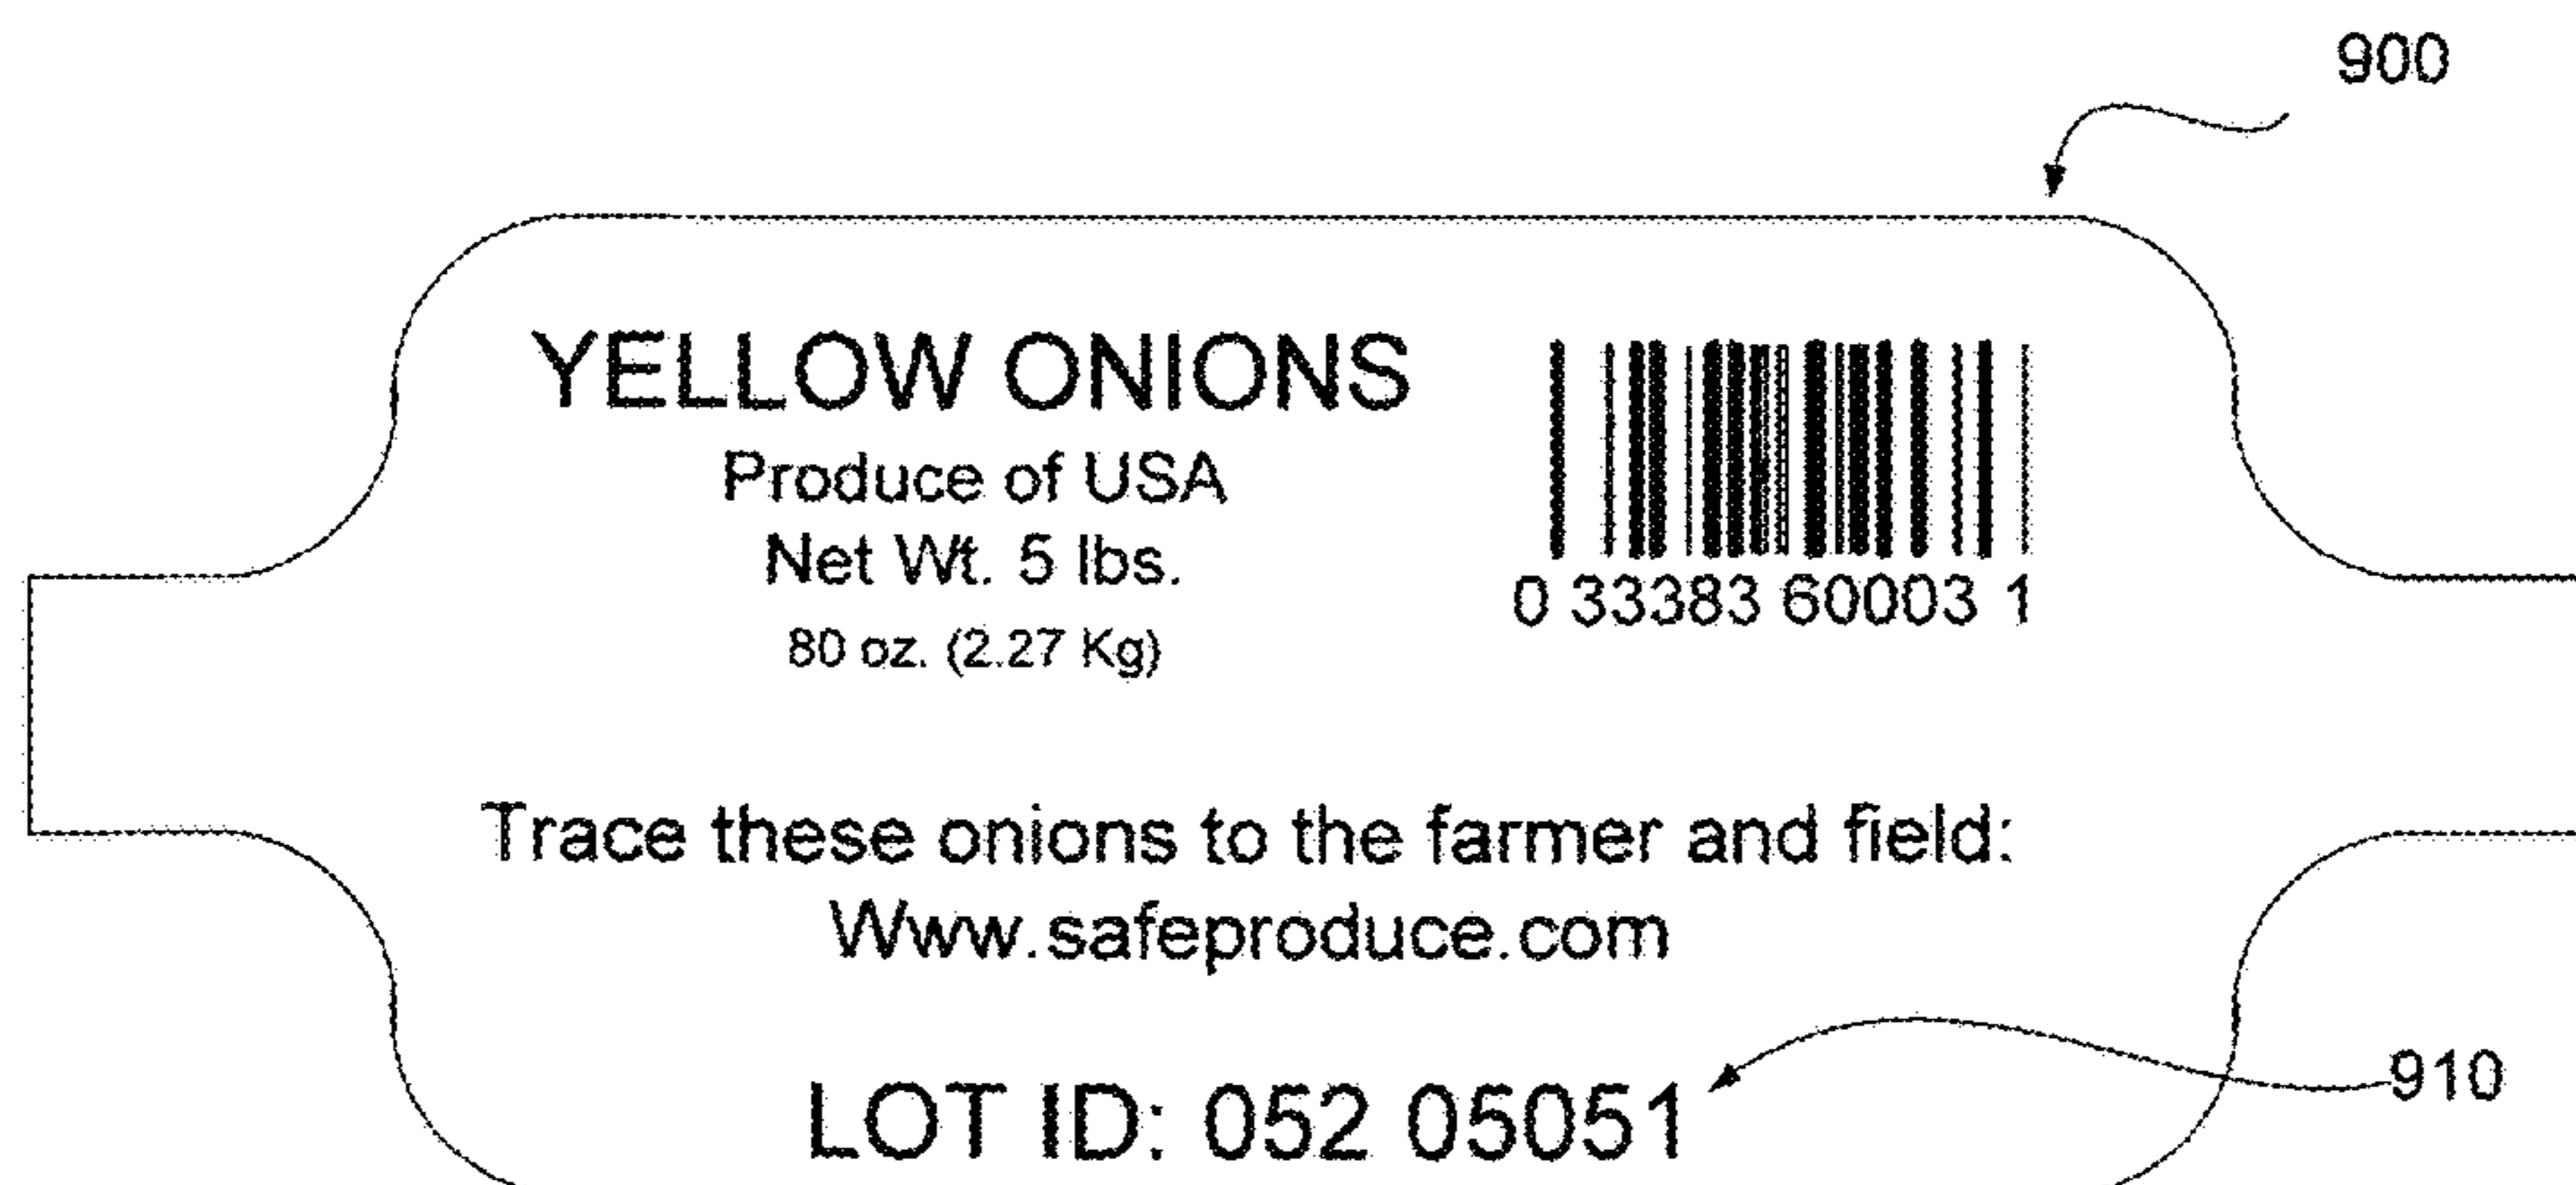 900
YELLOW ONIONS
Produce of USA
Net Wt. 5 lbs.
80 oz. (2.27 Kg)
0 33383 60003 1
Trace these onions to the farmer and field:
Www.safeproduce.com
LOT ID: 052 05051
910